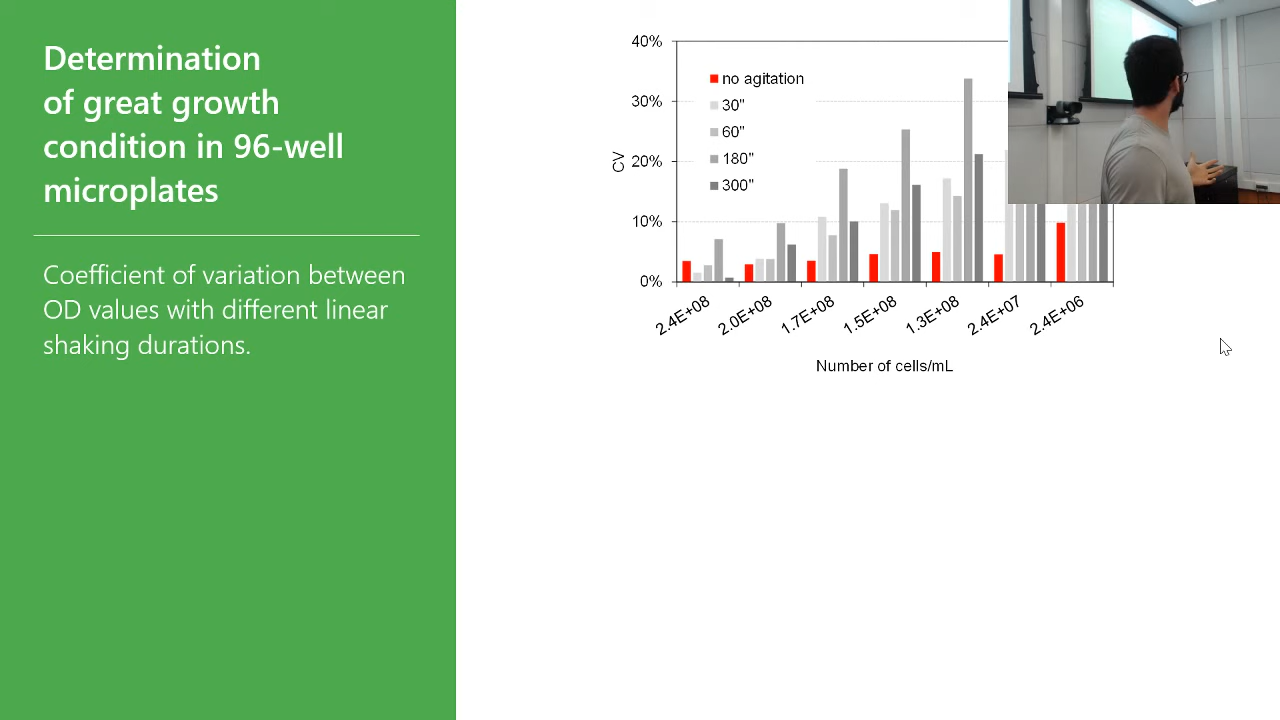 Determination
of great growth
condition in 96-well
microplates
Coefficient of variation between
OD values with different linear
shaking durations.
40%
30%
20%
10%
0%
CV
no agitation
30"
60"
180"
300"
2.4E+08
2.0E+08
1.7E+08
1.5E+08
1.3E+08
2.4E+07
2.4E+06
Number of cells/mL